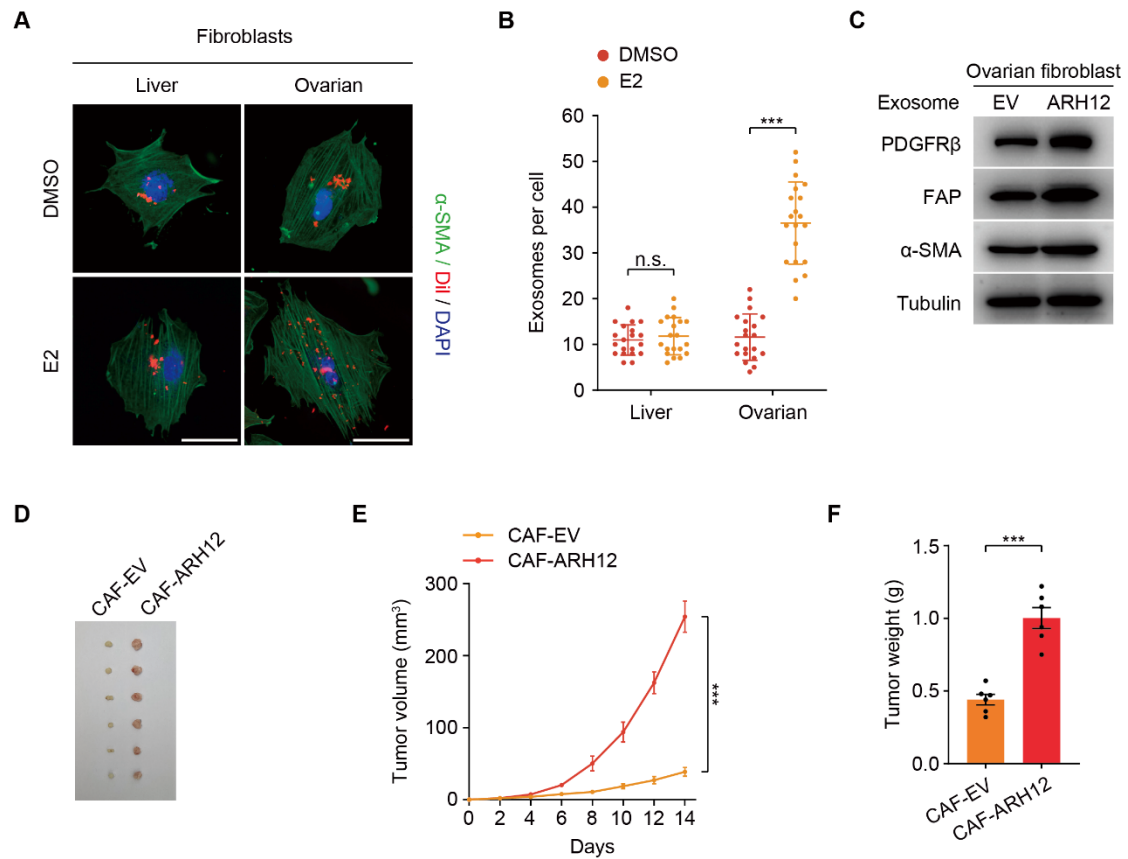 A
Fibroblasts
Liver Ovarian
DMSO
E2
α-SMA / DiI / DAPI
B
DMSO
E2
Exosomes per cell
60
50
40
30
20
10
0
n.s.
***
Liver Ovarian
C
Ovarian fibroblast
Exosome EV ARH12
PDGFRβ
FAP
α-SMA
Tubulin
D
CAF-EV
CAF-ARH12
E
CAF-EV
CAF-ARH12
Tumor volume (mm³)
300
200
100
0
0 2 4 6 8 10 12 14
Days
***
F
Tumor weight (g)
1.5
1.0
0.5
0.0
***
CAF-EV
CAF-ARH12